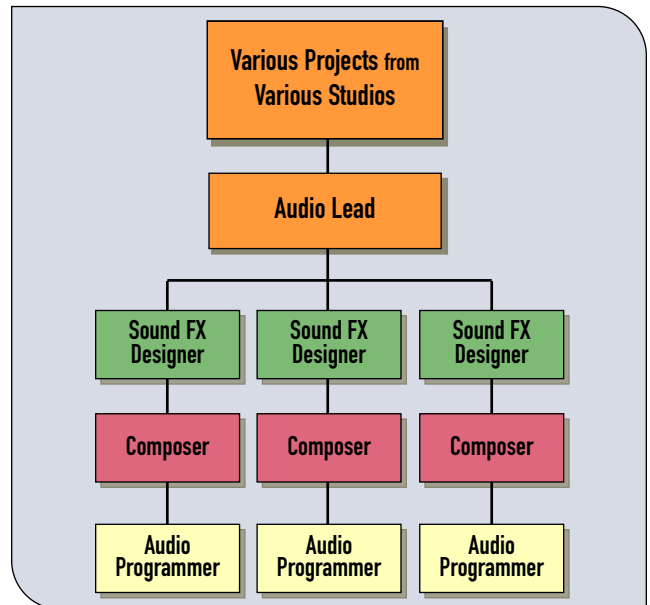 Various Projects from
Various Studios
Audio Lead
Sound FX
Designer
Sound FX
Designer
Sound FX
Designer
Composer
Composer
Composer
Audio
Programmer
Audio
Programmer
Audio
Programmer